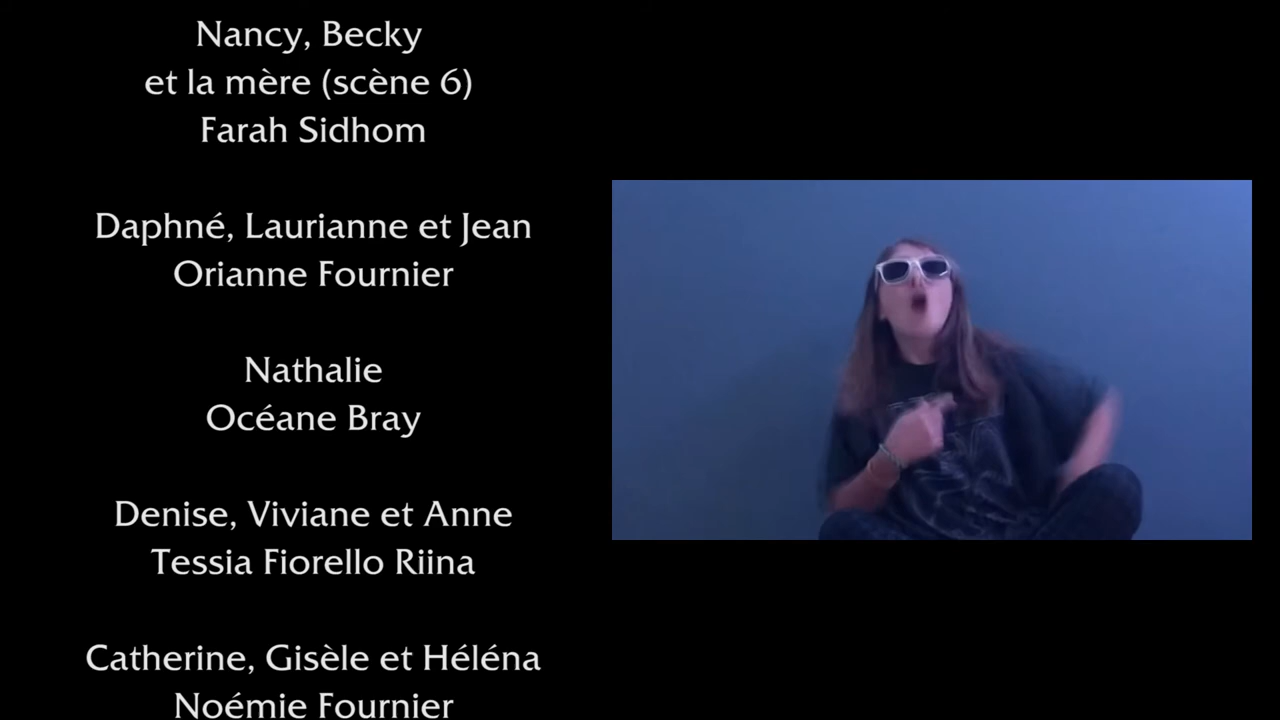 Nancy, Becky
et la mère (scène 6)
Farah Sidhom
Daphné, Laurianne et Jean
Orianne Fournier
Nathalie
Océane Bray
Denise, Viviane et Anne
Tessia Fiorello Riina
Catherine, Gisèle et Héléna
Noémie Fournier